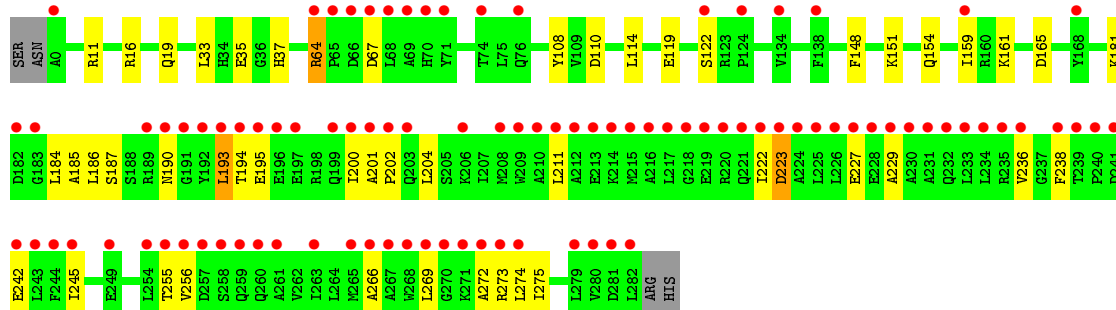 SER ASN A0 R11 R16 Q19 L33 H34 E35 G36 H37 R64 P65 D66 D67 L68 A69 H70 Y71 T74 L75 Q76 Y108 V109 D110 L114 E119 S122 R123 P124 V134 F138 F148 K151 Q154 I159 R160 K161 D165 Y168 K181
D182 G183 L184 A185 L186 S187 S188 R189 N190 G191 Y192 L193 T194 E195 E196 E197 R198 Q199 I200 A201 P202 Q203 L204 S205 K206 I207 M208 W209 A210 L211 A212 E213 K214 M215 A216 L217 G218 E219 R220 Q221 I222 D223 A224 L225 L226 E227 E228 A229 A230 A231 Q232 L233 L234 R235 V236 G237 F238 T239 P240
E242 L243 F244 I245 E249 L254 T255 V256 D257 S258 Q259 Q260 A261 V262 I263 L264 M265 A266 A267 W268 L269 G270 K271 A272 R273 L274 I275 L279 V280 D281 L282 ARG HIS